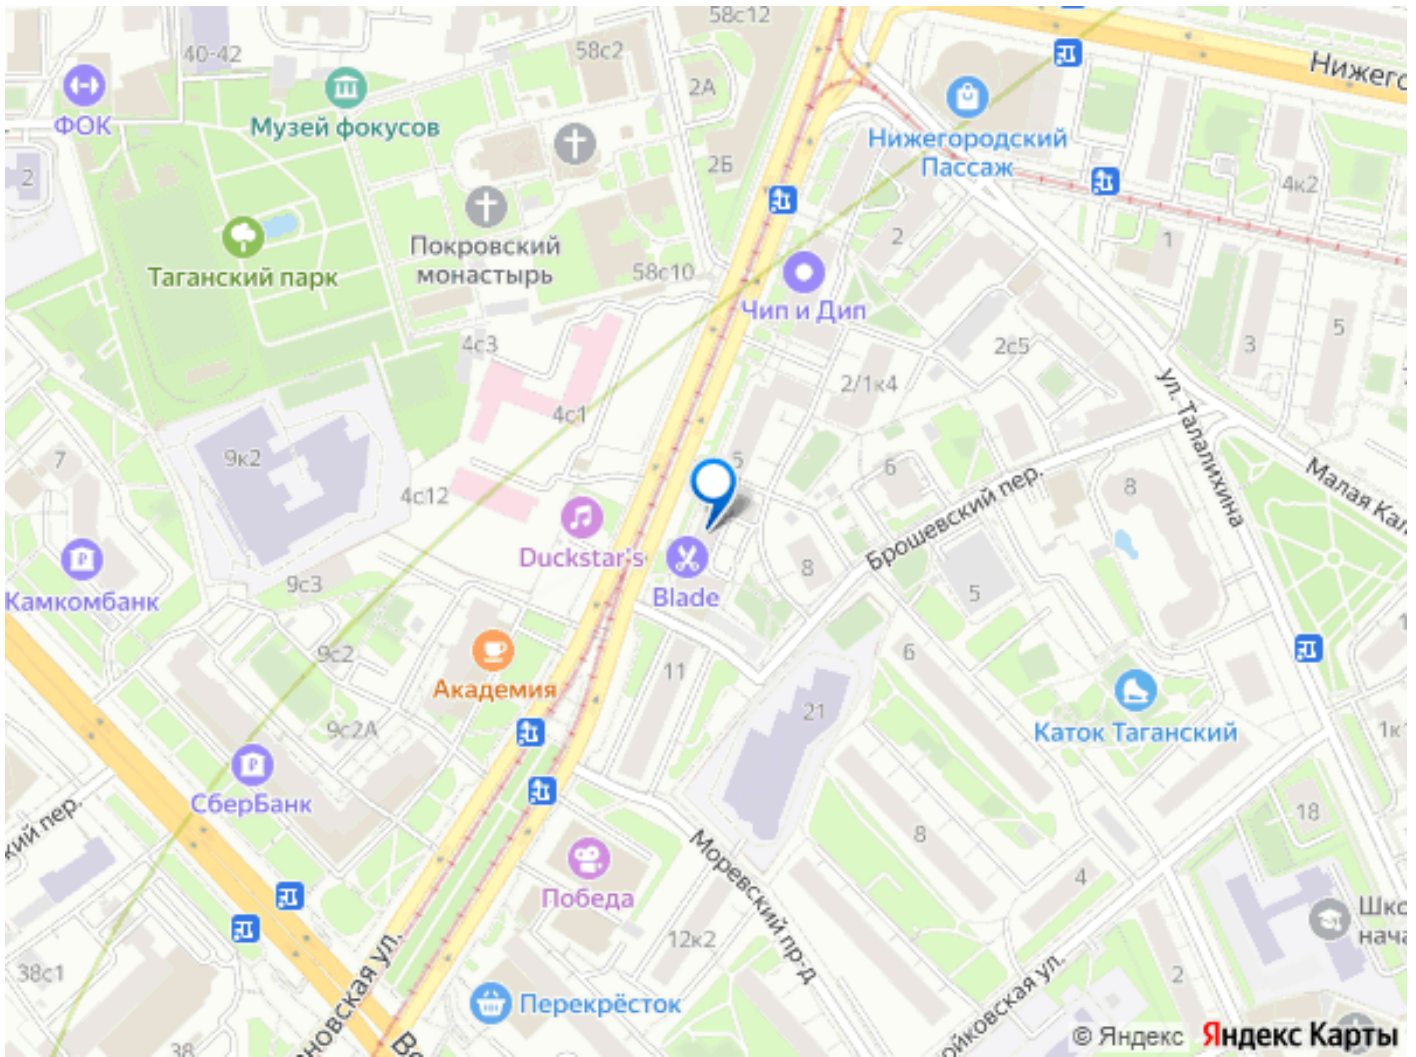 58с12
40-42
58с2
Нижег
ФОК
Музей фокусов
2А
Нижегородский
Пассаж
2Б
2
4к2
Покровский
монастырь
2
1
Таганский парк
58с10
Чип и Дип
5
4с3
2с5
3
2/1к4
ул. Талалихина
4с1
7
9к2
5
6
4с12
8
Малая Кал
Брошевский пер.
Duckstar's
8
9с3
5
Камкомбанк
Blade
9с2
6
11
Академия
21
9с2А
Каток Таганский
1к
СберБанк
кий пер.
18
8
Моревский пр-д
4
Победа
Шко
нача
12к2
38с1
2
Перекрёсток
новская ул.
ойковская ул.
38
Во
© Яндекс Яндекс Карты